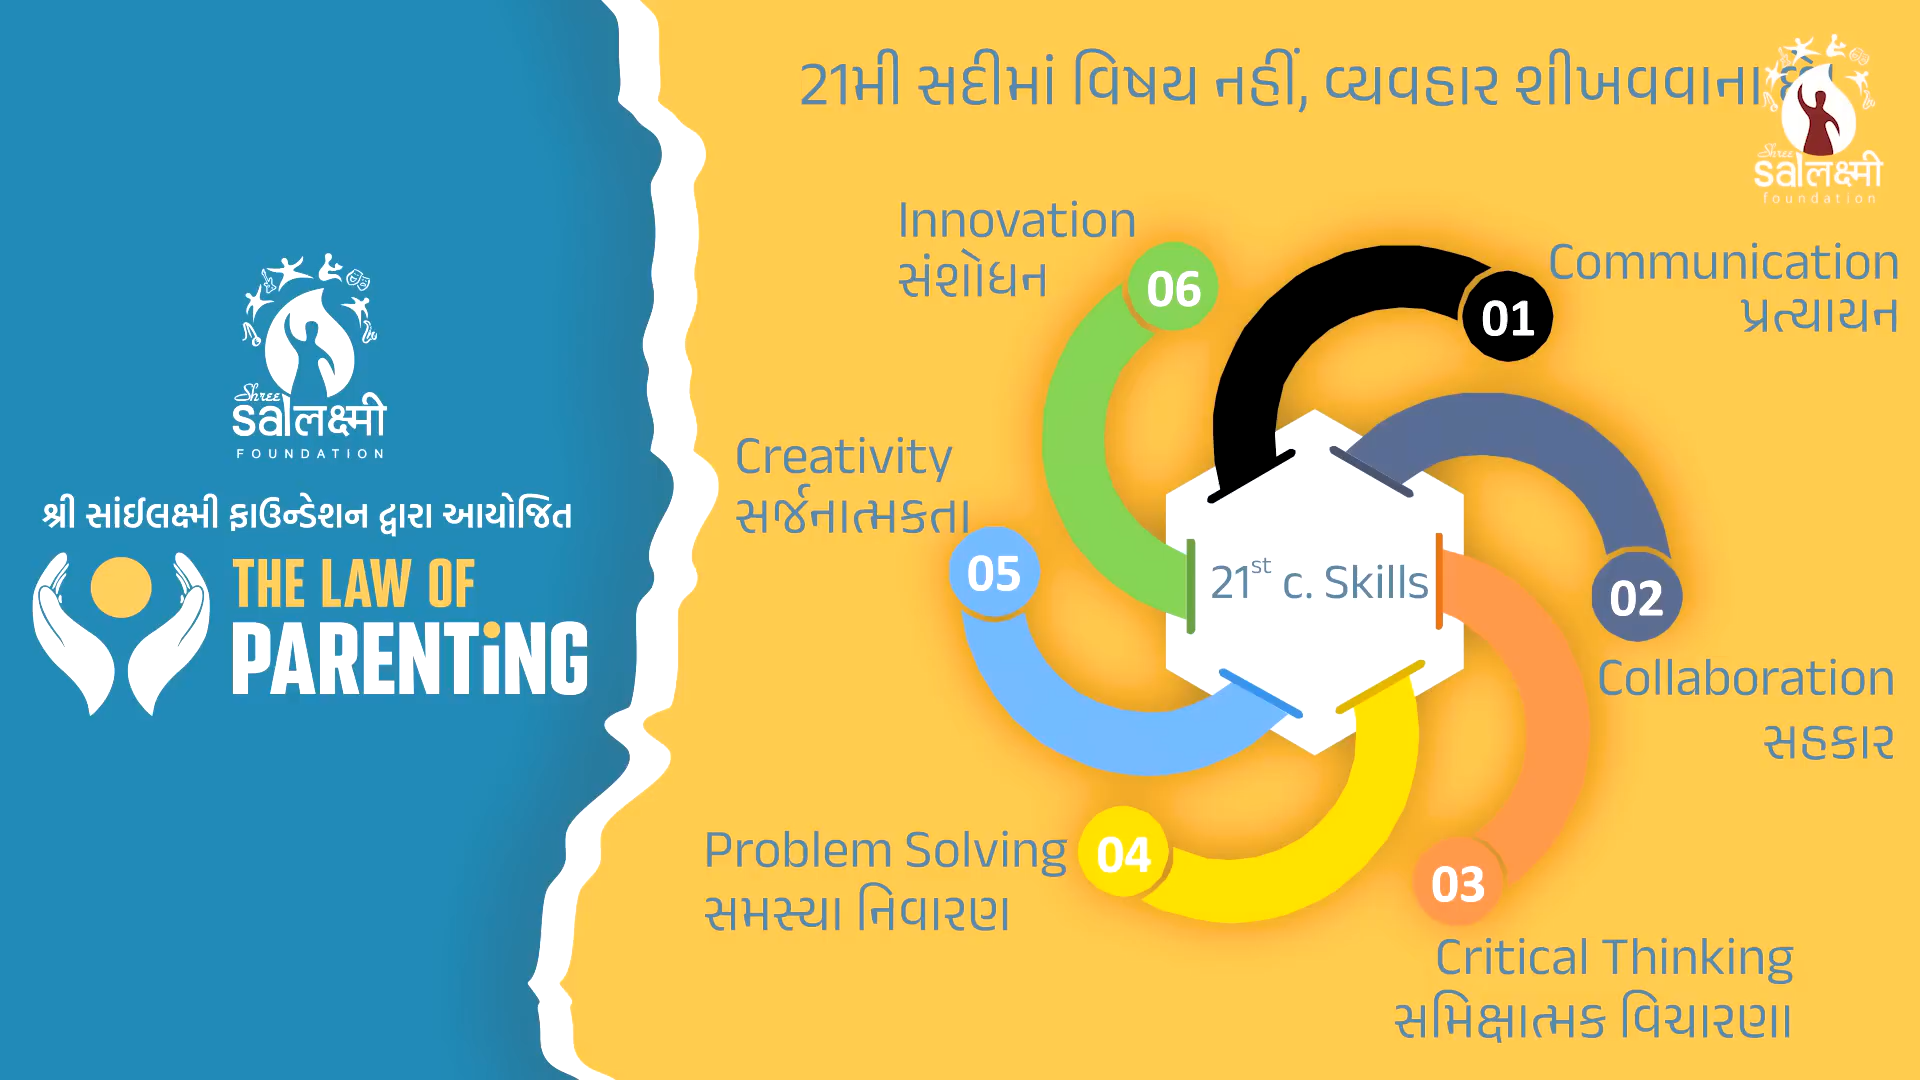 Shree
saiलक्ष्मी
FOUNDATION
શ્રી સાંઈલક્ષ્મી ફાઉન્ડેશન દ્વારા આયોજિત
THE LAW OF
PARENTiNG
21મી સદીમાં વિષય નહીં, વ્યવહાર શીખવવાના
Shree
saiलक्ष्मी
foundation
Innovation
સંશોધન
06
01
Communication
પ્રત્યાયન
Creativity
સર્જનાત્મકતા
05
21st c. Skills
02
Collaboration
સહકાર
Problem Solving
સમસ્યા નિવારણ
04
03
Critical Thinking
સમિક્ષાત્મક વિચારણા